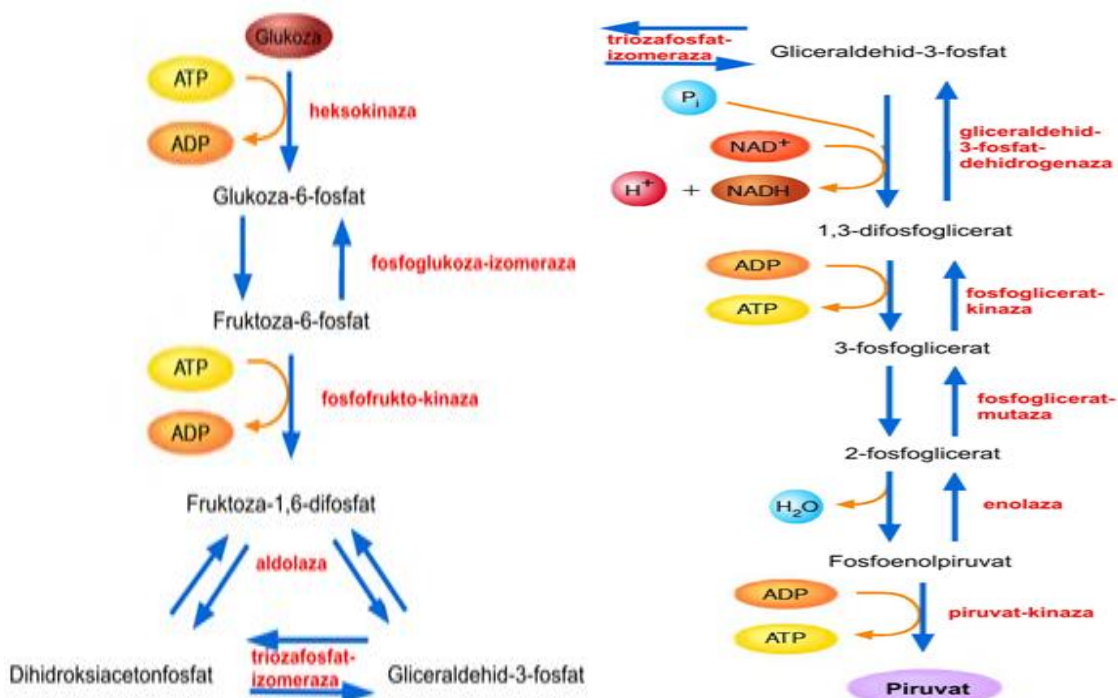 Glukoza
ATP
heksokinaza
ADP
Glukoza-6-fosfat
fosfoglukoza-izomeraza
Fruktoza-6-fosfat
ATP
fosfofrukto-kinaza
ADP
Fruktoza-1,6-difosfat
aldolaza
Dihidroksiacetonfosfat
triozafosfat-
izomeraza
Gliceraldehid-3-fosfat
triozafosfat-
izomeraza
Gliceraldehid-3-fosfat
Pi
gliceraldehid-
3-fosfat-
dehidrogenaza
NAD+
H+ + NADH
1,3-difosfoglicerat
ADP
ATP
fosfoglicerat-
kinaza
3-fosfoglicerat
fosfoglicerat-
mutaza
2-fosfoglicerat
H2O
enolaza
Fosfoenolpiruvat
ADP
piruvat-kinaza
ATP
Piruvat